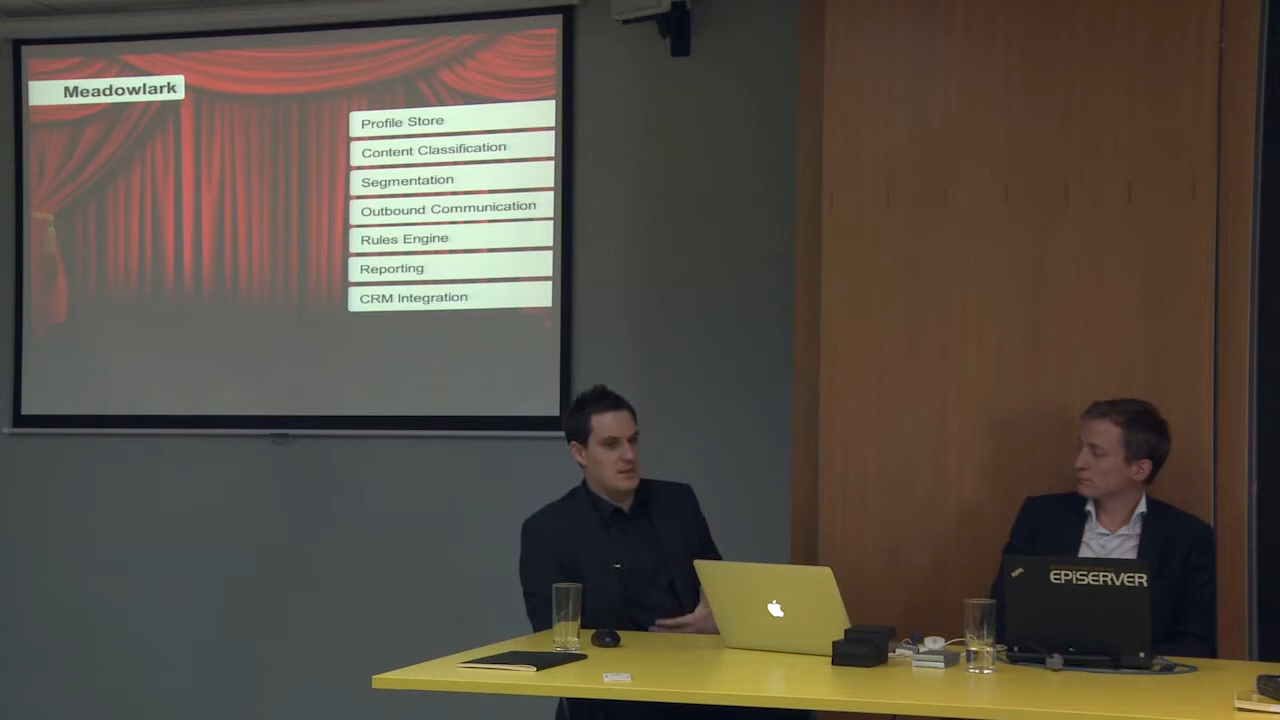 Meadowlark
Profile Store
Content Classification
Segmentation
Outbound Communication
Rules Engine
Reporting
CRM Integration
EPiSERVER